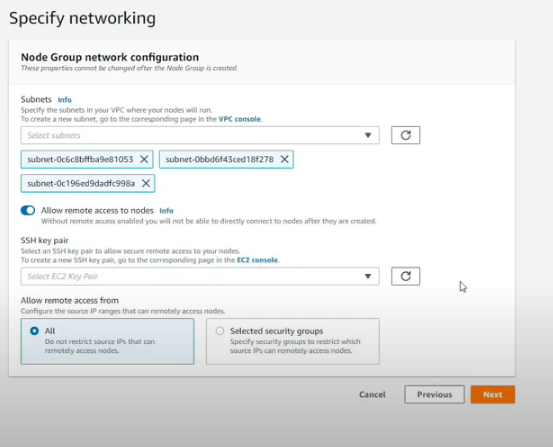 Specify networking
Node Group network configuration
These properties cannot be changed after the Node Group is created.
Subnets Info
Specify the subnets in your VPC where your nodes will run.
To create a new subnet, go to the corresponding page in the VPC console.
Select subnets
subnet-0c6c8bffba9e81053 subnet-0bbd6f43ced18f278
subnet-0c196ed9dadfc998a
Allow remote access to nodes Info
Without remote access enabled you will not be able to directly connect to nodes after they are created.
SSH key pair
Select an SSH key pair to allow secure remote access to your nodes.
To create a new SSH key pair, go to the corresponding page in the EC2 console.
Select EC2 Key Pair
Allow remote access from
Configure the source IP ranges that can remotely access nodes.
All Selected security groups
Do not restrict source IPs that can Specify security groups to restrict which
remotely access nodes. source IPs can remotely access nodes.
Cancel Previous Next